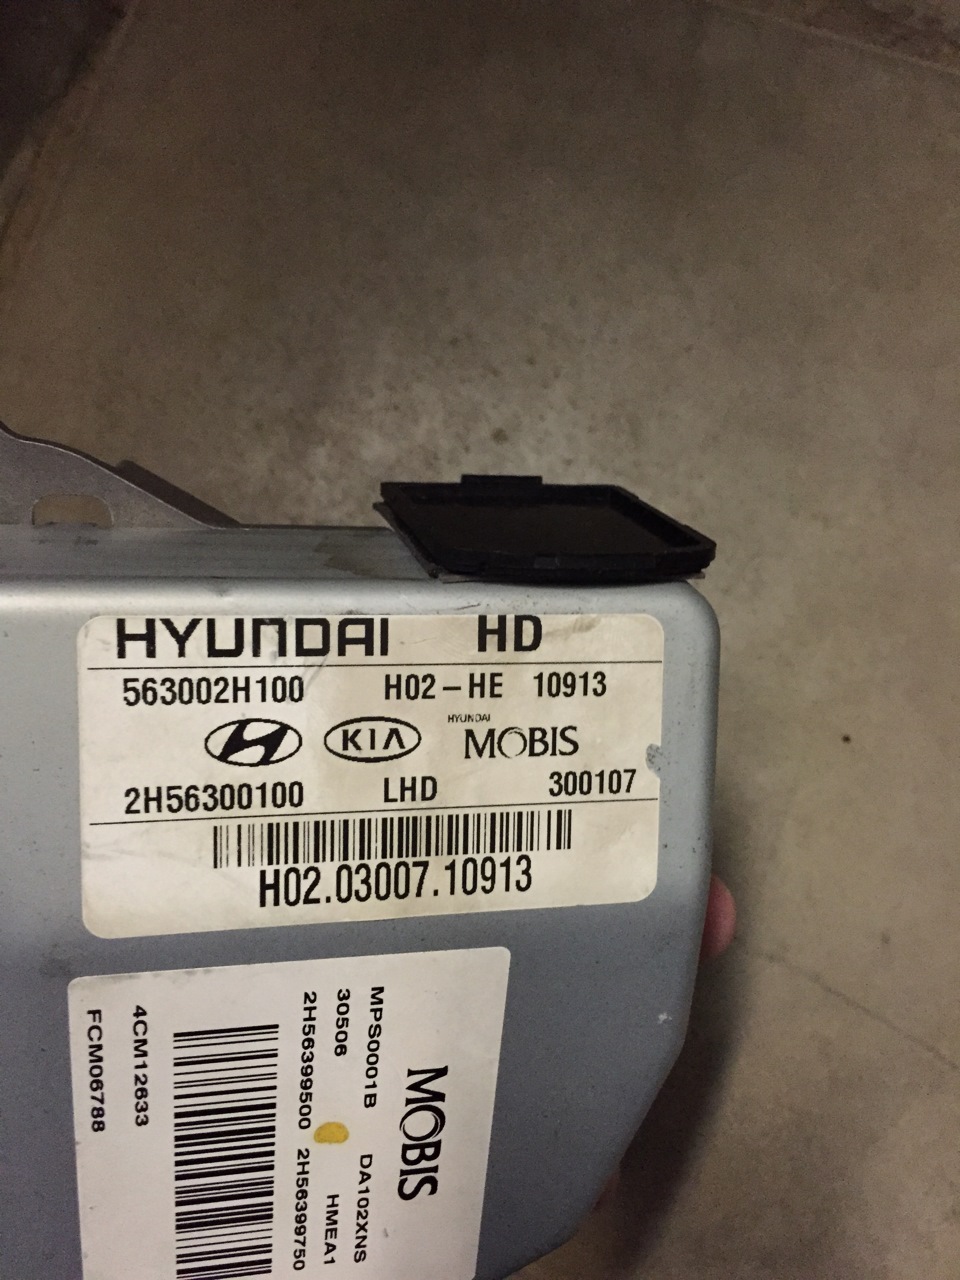 HYUNDAI HD
563002H100 H02-HE 10913
KIA HYUNDAI MOBIS
2H56300100 LHD 300107
H02.03007.10913
MOBIS
MPS0001B DA102XNS
30506 HMEA1
2H56399500 2H56399750
4CM12633
FCM06788